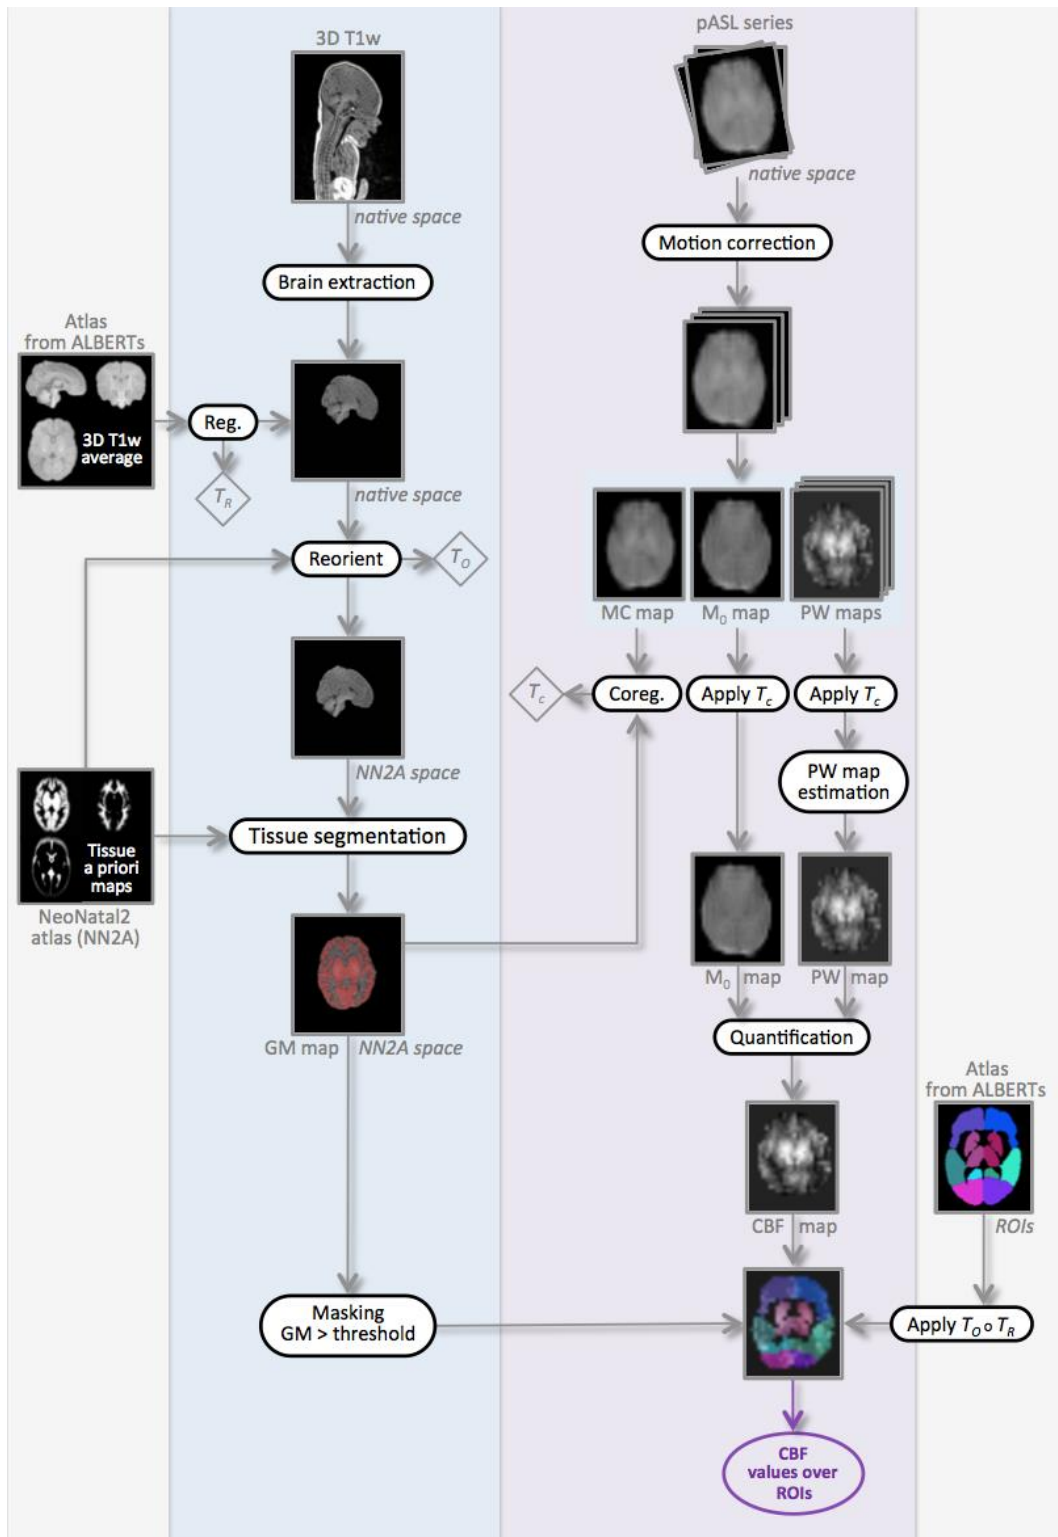 3D T1w
pASL series
native space
native space
Motion correction
Brain extraction
Atlas
from ALBERTs
3D T1w
average
Reg.
T_R
native space
Reorient
T_O
MC map
M₀ map
PW maps
T_c
Coreg.
Apply T_c
Apply T_c
NN2A space
PW map
estimation
Tissue
a priori
maps
Tissue segmentation
NeoNatal2
atlas (NN2A)
M₀ map
PW map
GM map NN2A space
Quantification
Atlas
from ALBERTs
CBF map
ROIs
Masking
GM > threshold
Apply T_O o T_R
CBF
values over
ROIs